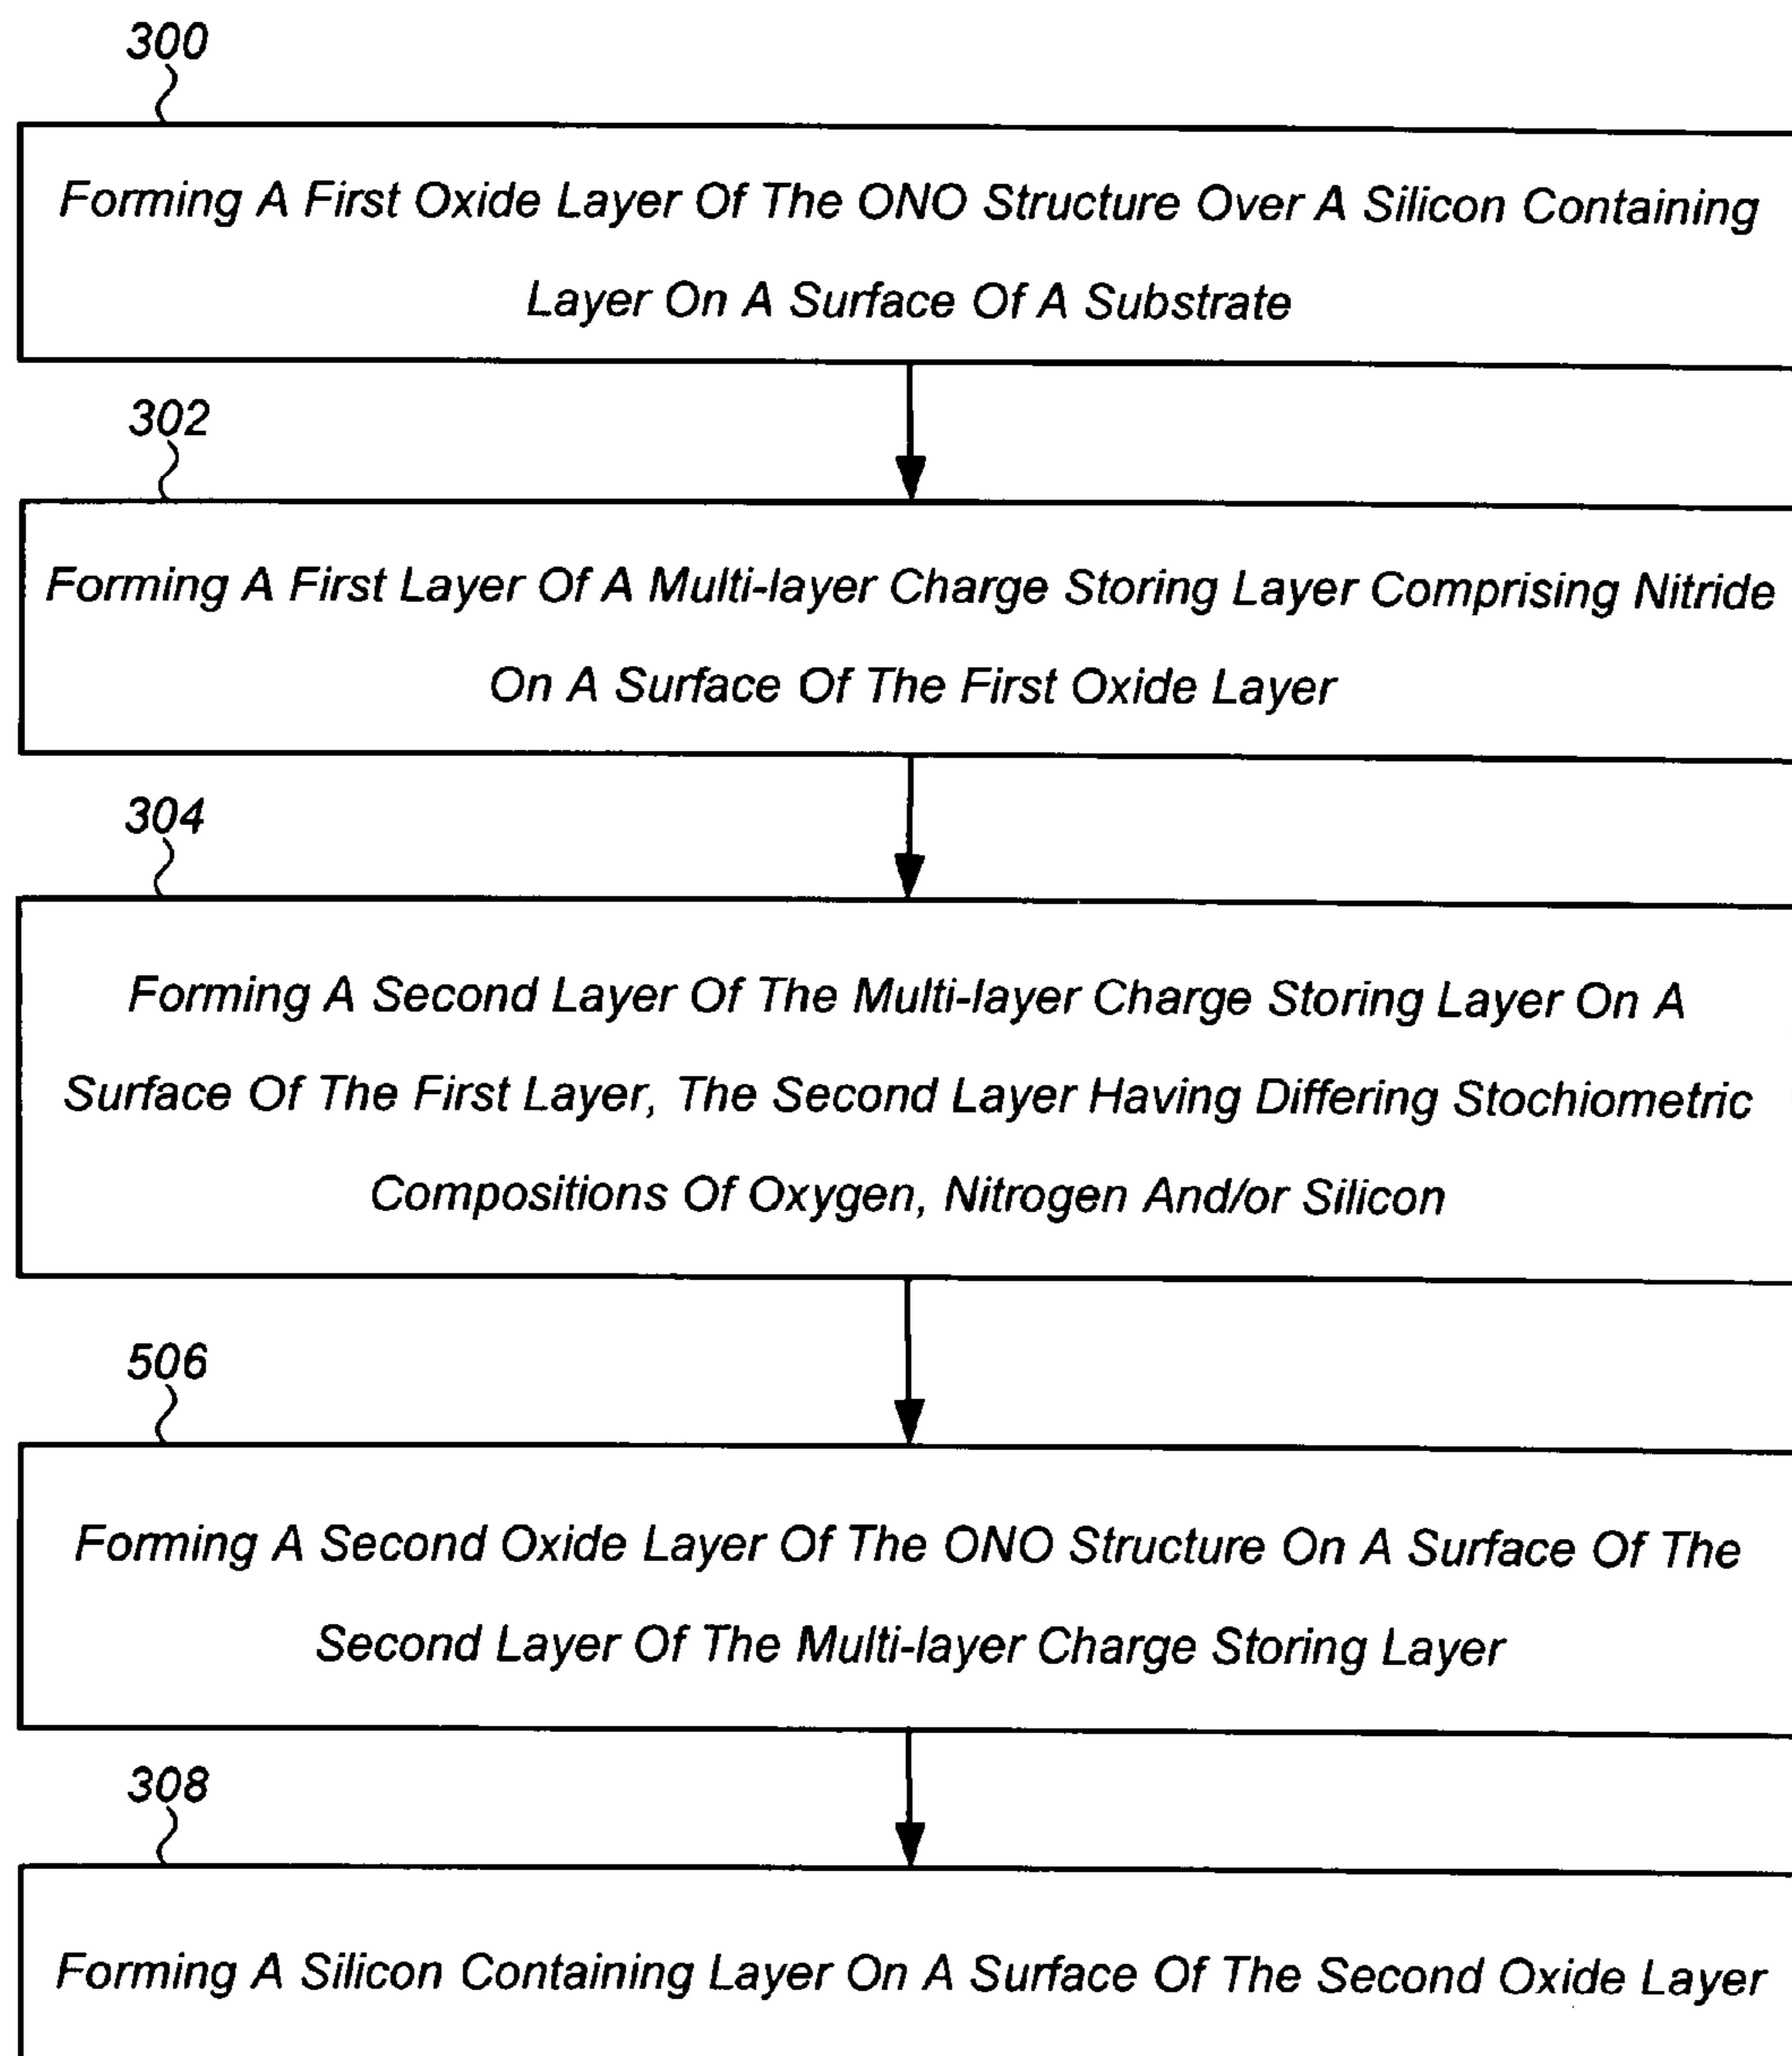 300
Forming A First Oxide Layer Of The ONO Structure Over A Silicon Containing
Layer On A Surface Of A Substrate
302
Forming A First Layer Of A Multi-layer Charge Storing Layer Comprising Nitride
On A Surface Of The First Oxide Layer
304
Forming A Second Layer Of The Multi-layer Charge Storing Layer On A
Surface Of The First Layer, The Second Layer Having Differing Stochiometric
Compositions Of Oxygen, Nitrogen And/or Silicon
506
Forming A Second Oxide Layer Of The ONO Structure On A Surface Of The
Second Layer Of The Multi-layer Charge Storing Layer
308
Forming A Silicon Containing Layer On A Surface Of The Second Oxide Layer